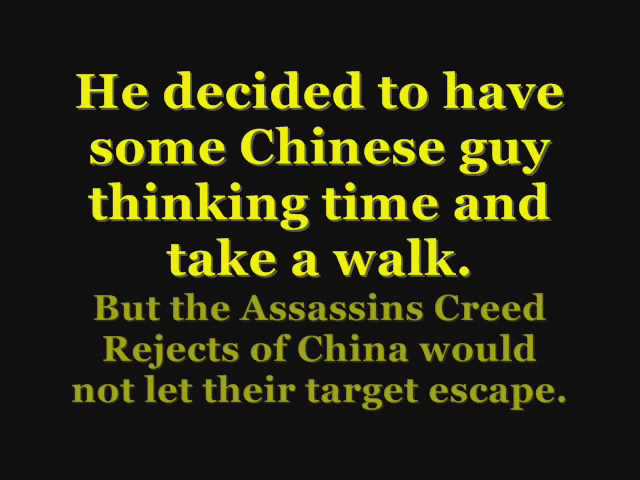 He decided to have
some Chinese guy
thinking time and
take a walk.
But the Assassins Creed
Rejects of China would
not let their target escape.